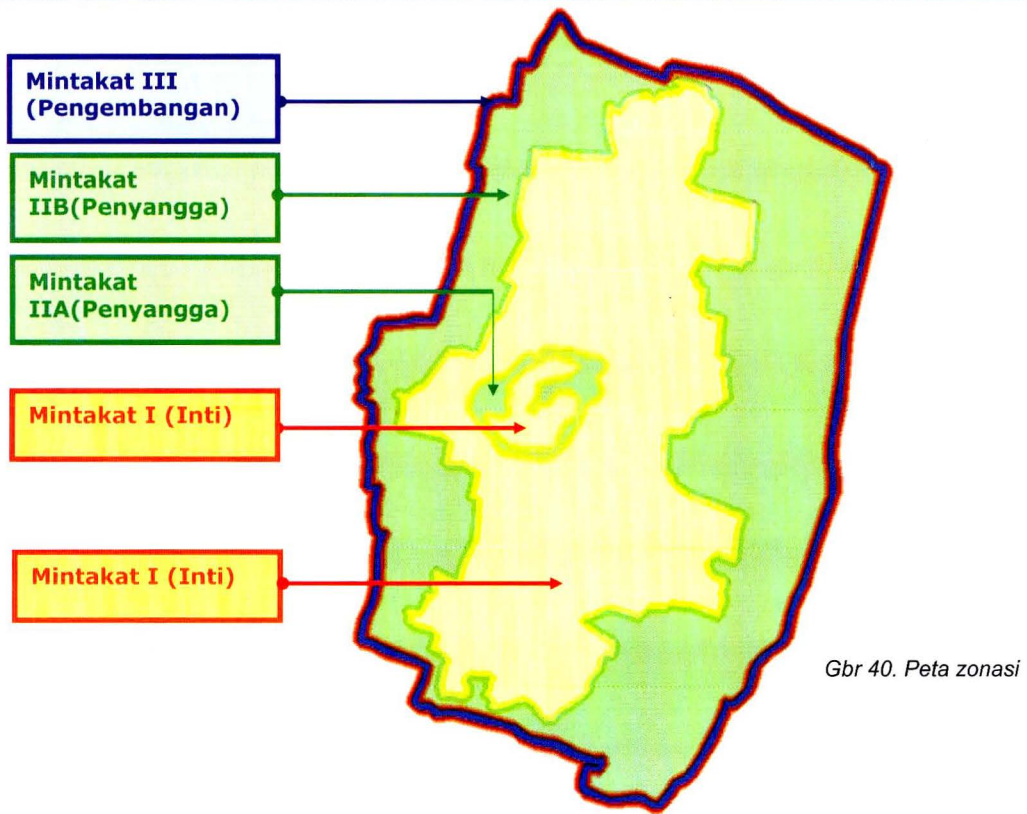 Mintakat III
(Pengembangan)
Mintakat
IIB(Penyangga)
Mintakat
IIA(Penyangga)
Mintakat I (Inti)
Mintakat I (Inti)
Gbr 40. Peta zonasi